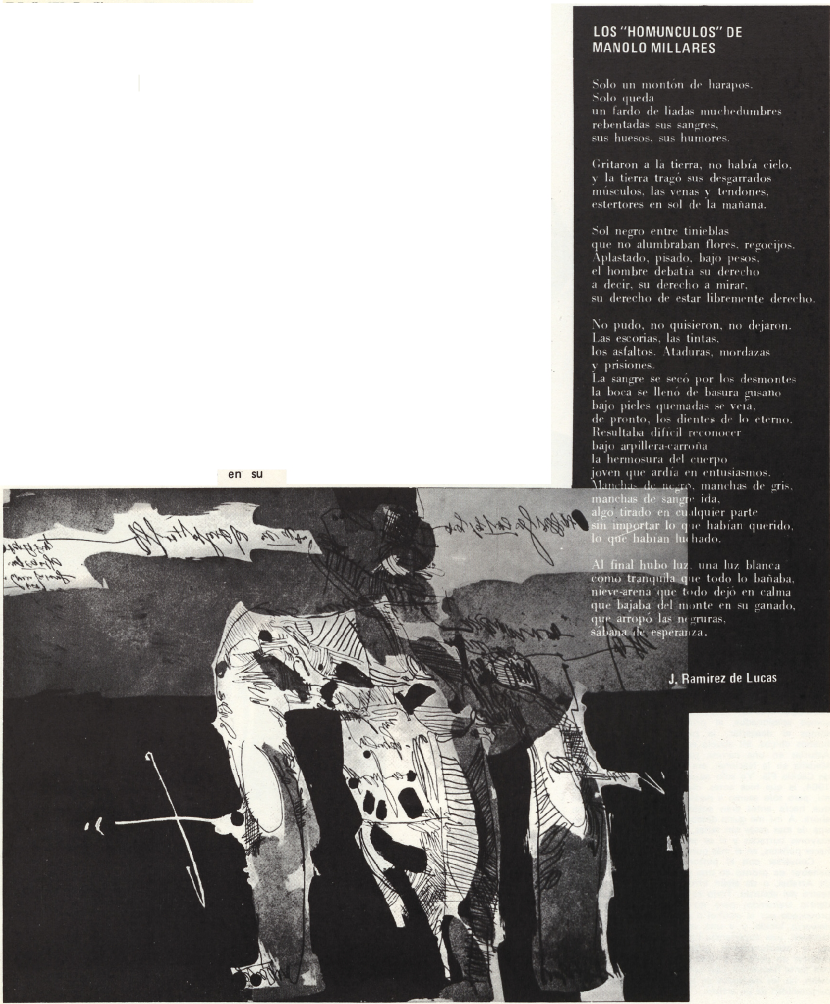 LOS "HOMUNCULOS" DE
MANOLO MILLARES
Solo un montón de harapos.
Solo queda
un fardo de liadas muchedumbres
rebentadas sus sangres,
sus huesos, sus humores.
Gritaron a la tierra, no había cielo,
y la tierra tragó sus desgarrados
músculos, las venas y tendones,
estertores en sol de la mañana.
Sol negro entre tinieblas
que no alumbraban flores, regocijos.
Aplastado, pisado, bajo pesos,
el hombre debatía su derecho
a decir, su derecho a mirar,
su derecho de estar libremente derecho.
No pudo, no quisieron, no dejaron.
Las escorias, las tintas,
los asfaltos. Ataduras, mordazas
y prisiones.
La sangre se secó por los desmontes
la boca se llenó de basura gusano
bajo pieles quemadas se veía,
de pronto, los dientes de lo eterno.
Resultaba difícil reconocer
bajo arpillera-carroña
la hermosura del cuerpo
joven que ardía en entusiasmos.
Manchas de negro, manchas de gris,
manchas de sangre ida,
algo tirado en cualquier parte
sin importar lo que habían querido,
lo que habían luchado.
Al final hubo luz, una luz blanca
como tranquila que todo lo bañaba,
nieve-arena que todo dejó en calma
que bajaba del monte en su ganado,
que arropó las negruras,
sábana de esperanza.
J. Ramírez de Lucas
en su